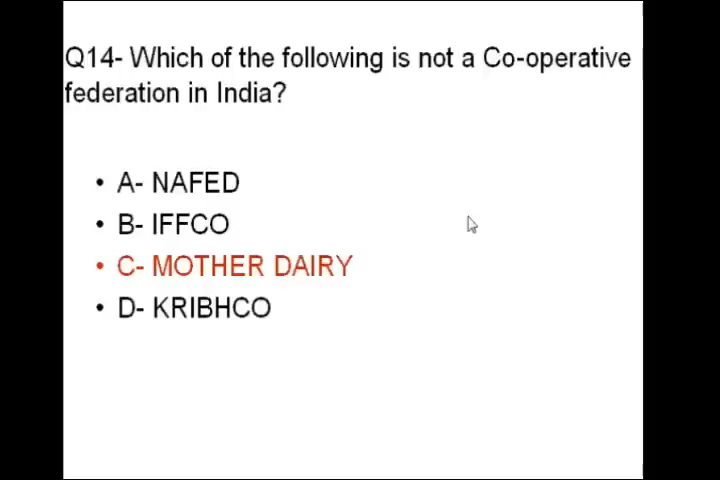 Q14- Which of the following is not a Co-operative
federation in India?
• A- NAFED
• B- IFFCO
• C- MOTHER DAIRY
• D- KRIBHCO